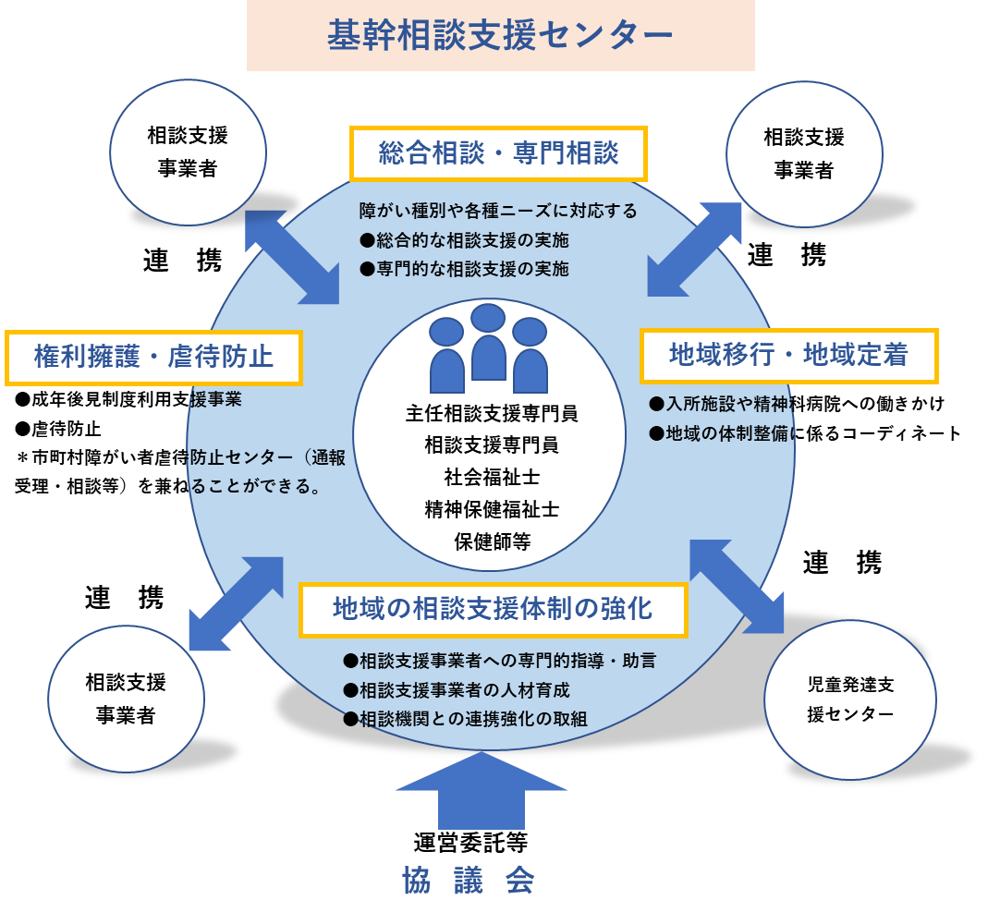 基幹相談支援センター
相談支援
事業者
相談支援
事業者
総合相談・専門相談
障がい種別や各種ニーズに対応する
●総合的な相談支援の実施
●専門的な相談支援の実施
連　携
連　携
権利擁護・虐待防止
●成年後見制度利用支援事業
●虐待防止
＊市町村障がい者虐待防止センター（通報
受理・相談等）を兼ねることができる。
地域移行・地域定着
●入所施設や精神科病院への働きかけ
●地域の体制整備に係るコーディネート
主任相談支援専門員
相談支援専門員
社会福祉士
精神保健福祉士
保健師等
連　携
連　携
地域の相談支援体制の強化
●相談支援事業者への専門的指導・助言
●相談支援事業者の人材育成
●相談機関との連携強化の取組
相談支援
事業者
児童発達支
援センター
運営委託等
協　議　会